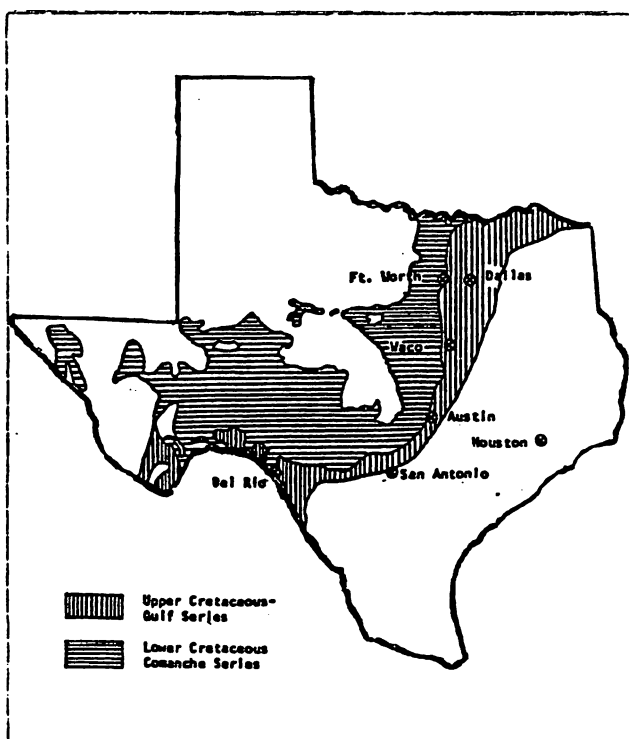 Ft. Worth
Dallas
Waco
Austin
Houston
San Antonio
Del Rio
Upper Cretaceous-
Gulf Series
Lower Cretaceous
Comanche Series